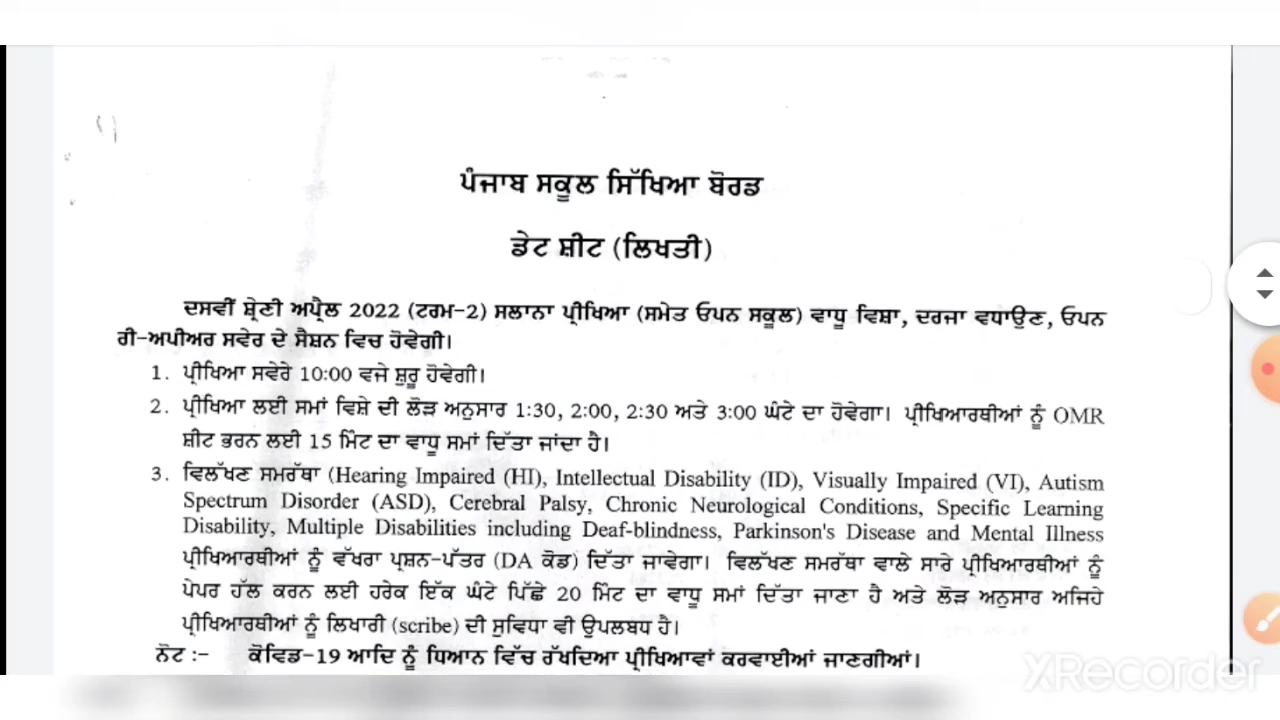 ਪੰਜਾਬ ਸਕੂਲ ਸਿੱਖਿਆ ਬੋਰਡ
ਡੇਟ ਸ਼ੀਟ (ਲਿਖਤੀ)
ਦਸਵੀਂ ਸ਼੍ਰੇਣੀ ਅਪ੍ਰੈਲ 2022 (ਟਰਮ-2) ਸਲਾਨਾ ਪ੍ਰੀਖਿਆ (ਸਮੇਤ ਓਪਨ ਸਕੂਲ) ਵਾਧੂ ਵਿਸ਼ਾ, ਦਰਜਾ ਵਧਾਉਣ, ਓਪਨ
ਰੀ-ਅਪੀਅਰ ਸਵੇਰ ਦੇ ਸੈਸ਼ਨ ਵਿਚ ਹੋਵੇਗੀ।
1. ਪ੍ਰੀਖਿਆ ਸਵੇਰੇ 10:00 ਵਜੇ ਸ਼ੁਰੂ ਹੋਵੇਗੀ।
2. ਪ੍ਰੀਖਿਆ ਲਈ ਸਮਾਂ ਵਿਸ਼ੇ ਦੀ ਲੋੜ ਅਨੁਸਾਰ 1:30, 2:00, 2:30 ਅਤੇ 3:00 ਘੰਟੇ ਦਾ ਹੋਵੇਗਾ। ਪ੍ਰੀਖਿਆਰਥੀਆਂ ਨੂੰ OMR
ਸ਼ੀਟ ਭਰਨ ਲਈ 15 ਮਿੰਟ ਦਾ ਵਾਧੂ ਸਮਾਂ ਦਿੱਤਾ ਜਾਂਦਾ ਹੈ।
3. ਵਿਲੱਖਣ ਸਮਰੱਥਾ (Hearing Impaired (HI), Intellectual Disability (ID), Visually Impaired (VI), Autism
Spectrum Disorder (ASD), Cerebral Palsy, Chronic Neurological Conditions, Specific Learning
Disability, Multiple Disabilities including Deaf-blindness, Parkinson's Disease and Mental Illness
ਪ੍ਰੀਖਿਆਰਥੀਆਂ ਨੂੰ ਵੱਖਰਾ ਪ੍ਰਸ਼ਨ-ਪੱਤਰ (DA ਕੋਡ) ਦਿੱਤਾ ਜਾਵੇਗਾ। ਵਿਲੱਖਣ ਸਮਰੱਥਾ ਵਾਲੇ ਸਾਰੇ ਪ੍ਰੀਖਿਆਰਥੀਆਂ ਨੂੰ
ਪੇਪਰ ਹੱਲ ਕਰਨ ਲਈ ਹਰੇਕ ਇੱਕ ਘੰਟੇ ਪਿੱਛੇ 20 ਮਿੰਟ ਦਾ ਵਾਧੂ ਸਮਾਂ ਦਿੱਤਾ ਜਾਣਾ ਹੈ ਅਤੇ ਲੋੜ ਅਨੁਸਾਰ ਅਜਿਹੇ
ਪ੍ਰੀਖਿਆਰਥੀਆਂ ਨੂੰ ਲਿਖਾਰੀ (scribe) ਦੀ ਸੁਵਿਧਾ ਵੀ ਉਪਲਬਧ ਹੈ।
ਨੋਟ :- ਕੋਵਿਡ-19 ਆਦਿ ਨੂੰ ਧਿਆਨ ਵਿੱਚ ਰੱਖਦਿਆ ਪ੍ਰੀਖਿਆਵਾਂ ਕਰਵਾਈਆਂ ਜਾਣਗੀਆਂ।
XRecorder